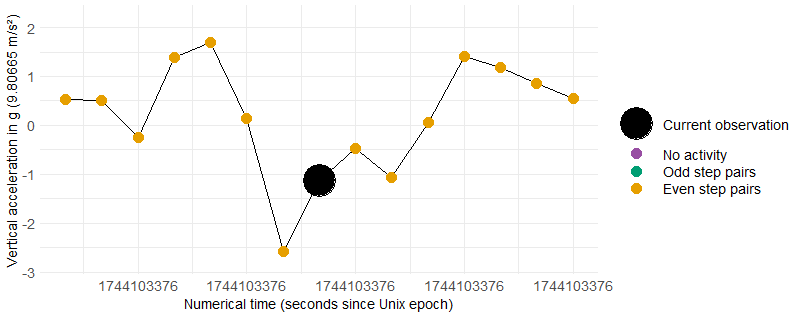 Vertical acceleration in g (9.80665 m/s²)
2
1
0
-1
-2
-3
1744103376 1744103376 1744103376 1744103376 1744103376
Numerical time (seconds since Unix epoch)
Current observation
No activity
Odd step pairs
Even step pairs